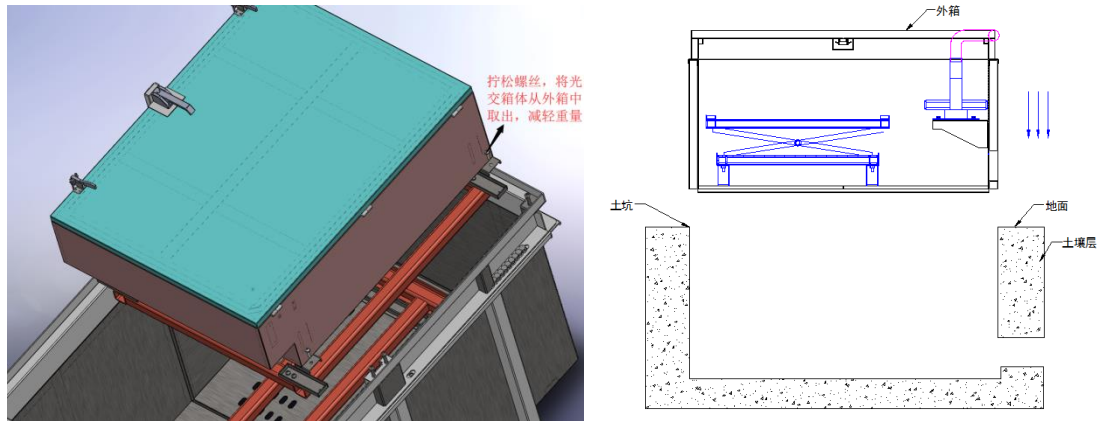 拧松螺丝，将光
交箱体从外箱中
取出，减轻重量
外箱
土坑
地面
土壤层